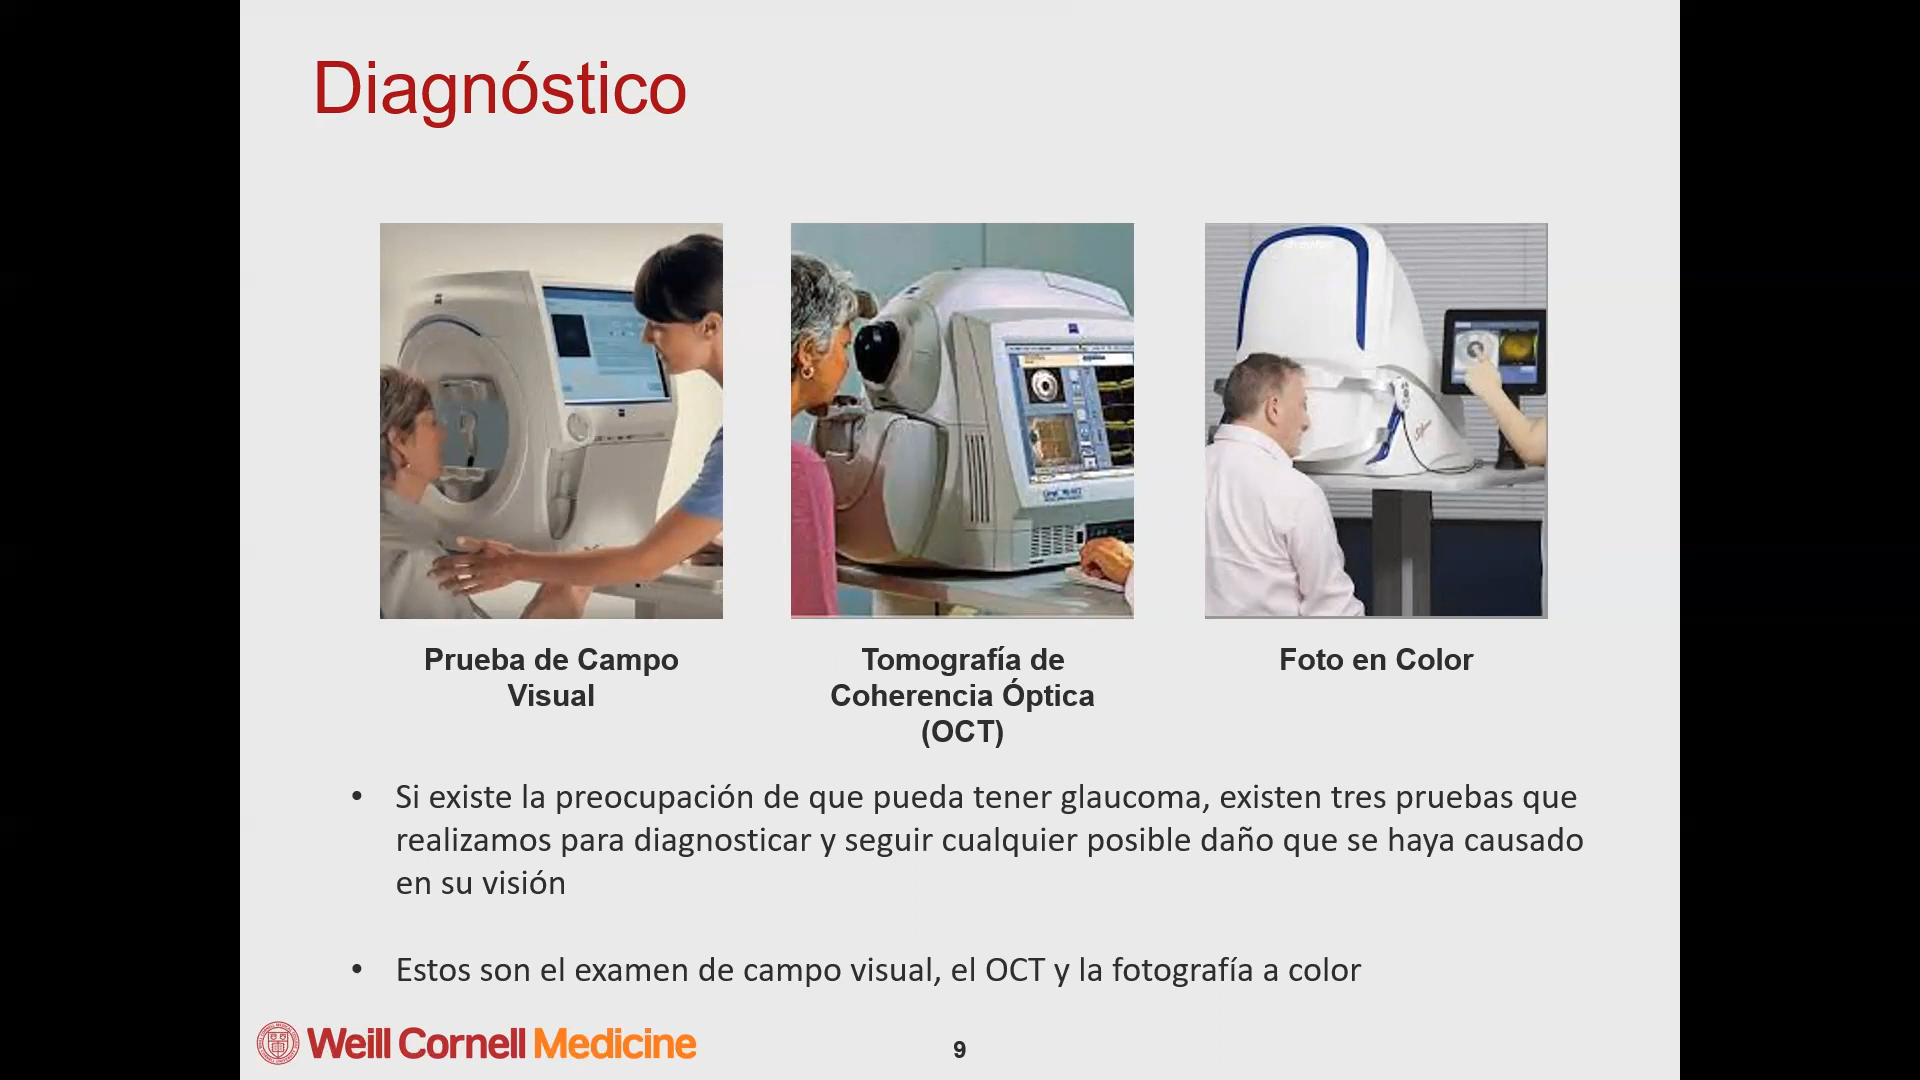 Diagnóstico
Prueba de Campo
Visual
Tomografía de
Coherencia Óptica
(OCT)
Foto en Color
• Si existe la preocupación de que pueda tener glaucoma, existen tres pruebas que
realizamos para diagnosticar y seguir cualquier posible daño que se haya causado
en su visión
• Estos son el examen de campo visual, el OCT y la fotografía a color
Weill Cornell Medicine
9